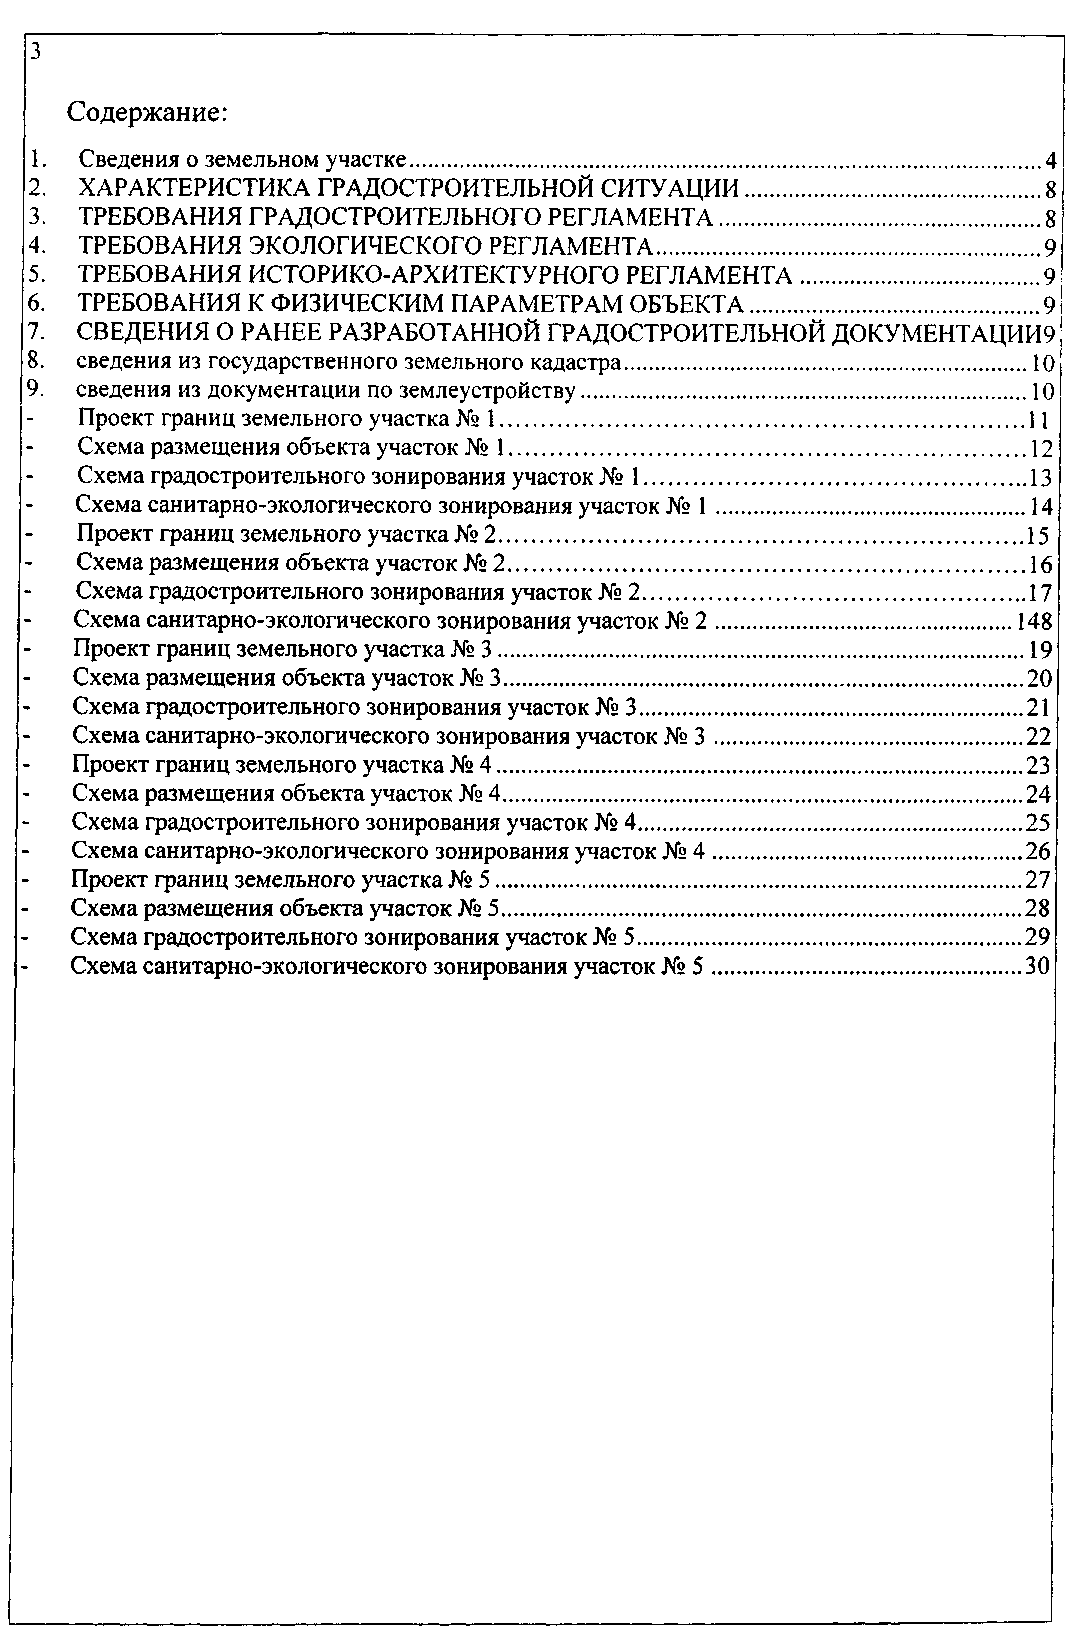 3
Содержание:
1. Сведения о земельном участке........4
2. ХАРАКТЕРИСТИКА ГРАДОСТРОИТЕЛЬНОЙ СИТУАЦИИ........8
3. ТРЕБОВАНИЯ ГРАДОСТРОИТЕЛЬНОГО РЕГЛАМЕНТА........8
4. ТРЕБОВАНИЯ ЭКОЛОГИЧЕСКОГО РЕГЛАМЕНТА........9
5. ТРЕБОВАНИЯ ИСТОРИКО-АРХИТЕКТУРНОГО РЕГЛАМЕНТА........9
6. ТРЕБОВАНИЯ К ФИЗИЧЕСКИМ ПАРАМЕТРАМ ОБЪЕКТА........9
7. СВЕДЕНИЯ О РАНЕЕ РАЗРАБОТАННОЙ ГРАДОСТРОИТЕЛЬНОЙ ДОКУМЕНТАЦИИ9
8. сведения из государственного земельного кадастра........10
9. сведения из документации по землеустройству........10
- Проект границ земельного участка № 1........11
- Схема размещения объекта участок № 1........12
- Схема градостроительного зонирования участок № 1........13
- Схема санитарно-экологического зонирования участок № 1........14
- Проект границ земельного участка № 2........15
- Схема размещения объекта участок № 2........16
- Схема градостроительного зонирования участок № 2........17
- Схема санитарно-экологического зонирования участок № 2........148
- Проект границ земельного участка № 3........19
- Схема размещения объекта участок № 3........20
- Схема градостроительного зонирования участок № 3........21
- Схема санитарно-экологического зонирования участок № 3........22
- Проект границ земельного участка № 4........23
- Схема размещения объекта участок № 4........24
- Схема градостроительного зонирования участок № 4........25
- Схема санитарно-экологического зонирования участок № 4........26
- Проект границ земельного участка № 5........27
- Схема размещения объекта участок № 5........28
- Схема градостроительного зонирования участок № 5........29
- Схема санитарно-экологического зонирования участок № 5........30